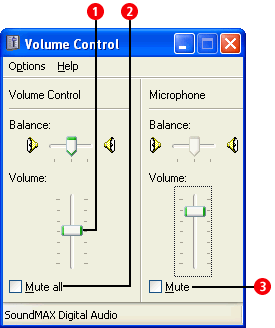 1 2
Volume Control
Options Help
Volume Control Microphone
Balance: Balance:
Volume: Volume:
Mute all Mute
3
SoundMAX Digital Audio